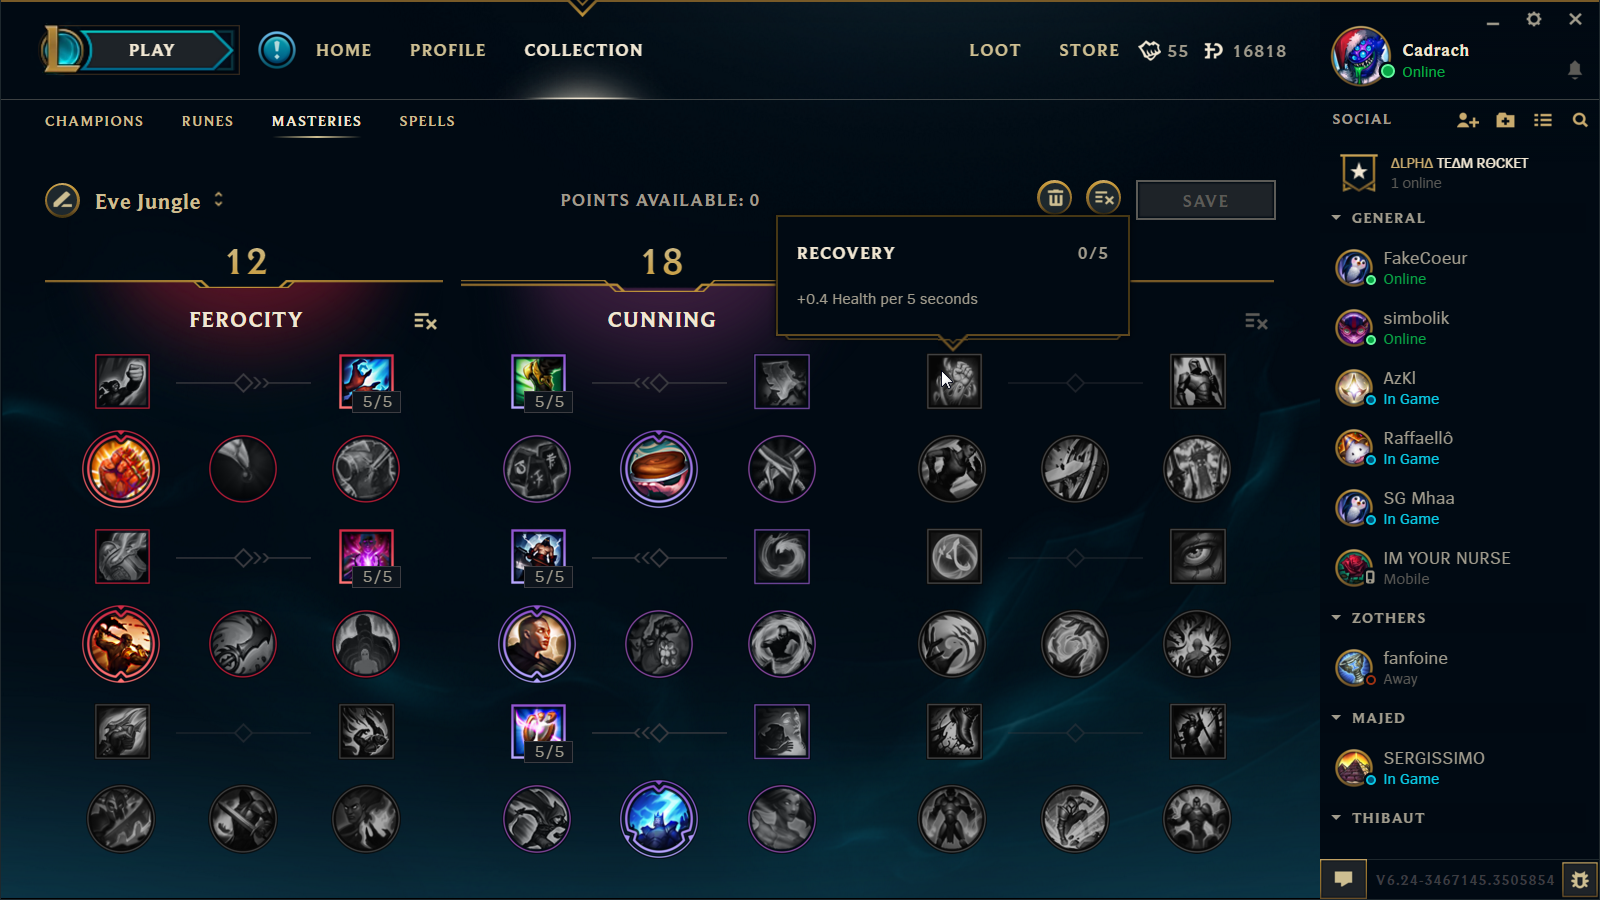 PLAY
HOME
PROFILE
COLLECTION
LOOT
STORE
55
16818
Cadrach
Online
CHAMPIONS
RUNES
MASTERIES
SPELLS
SOCIAL
ΔLPHΔ TEΔM RΘCKET
1 online
Eve Jungle
POINTS AVAILABLE: 0
SAVE
12
18
RECOVERY
0/5
+0.4 Health per 5 seconds
FEROCITY
CUNNING
5/5
5/5
5/5
5/5
5/5
GENERAL
FakeCoeur
Online
simbolik
Online
AzKl
In Game
Raffaellô
In Game
SG Mhaa
In Game
IM YOUR NURSE
Mobile
ZOTHERS
fanfoine
Away
MAJED
SERGISSIMO
In Game
THIBAUT
V6.24-3467145.3505854